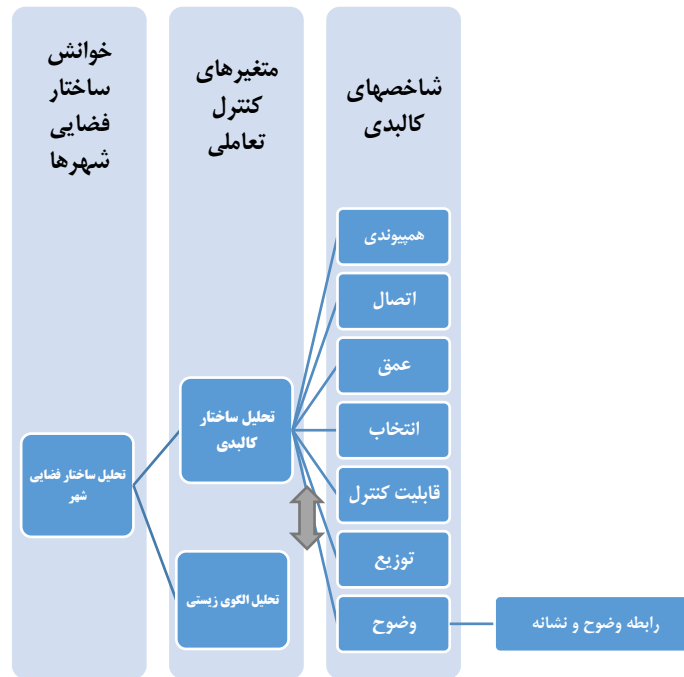 خوانش
ساختار
فضایی
شهرها
متغیرهای
کنترل
تعاملی
شاخصهای
کالبدی
تحلیل ساختار فضایی
شهر
تحلیل ساختار
کالبدی
تحلیل الگوی زیستی
همپیوندی
اتصال
عمق
انتخاب
قابلیت کنترل
توزیع
وضوح
رابطه وضوح و نشانه